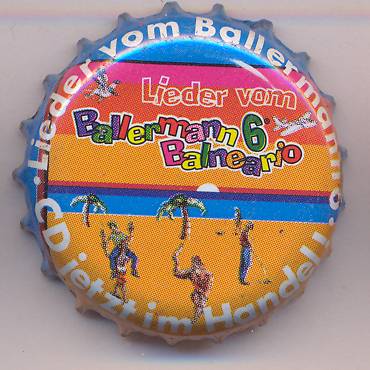 · Lieder vom Ballermann 6 ·
Lieder vom
Ballermann 6®
Balneario
CD jetzt im Handel!